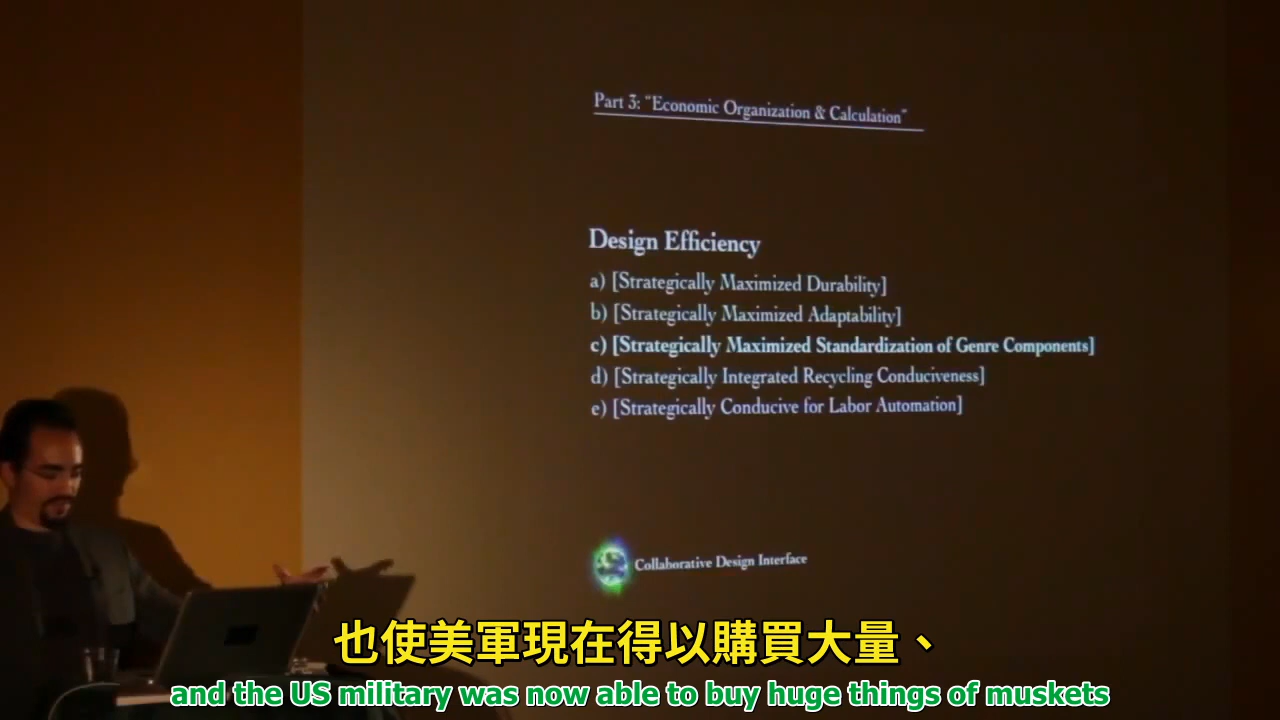 Part 3: "Economic Organization & Calculation"
Design Efficiency
a) [Strategically Maximized Durability]
b) [Strategically Maximized Adaptability]
c) [Strategically Maximized Standardization of Genre Components]
d) [Strategically Integrated Recycling Conduciveness]
e) [Strategically Conducive for Labor Automation]
Collaborative Design Interface
也使美軍現在得以購買大量、
and the US military was now able to buy huge things of muskets